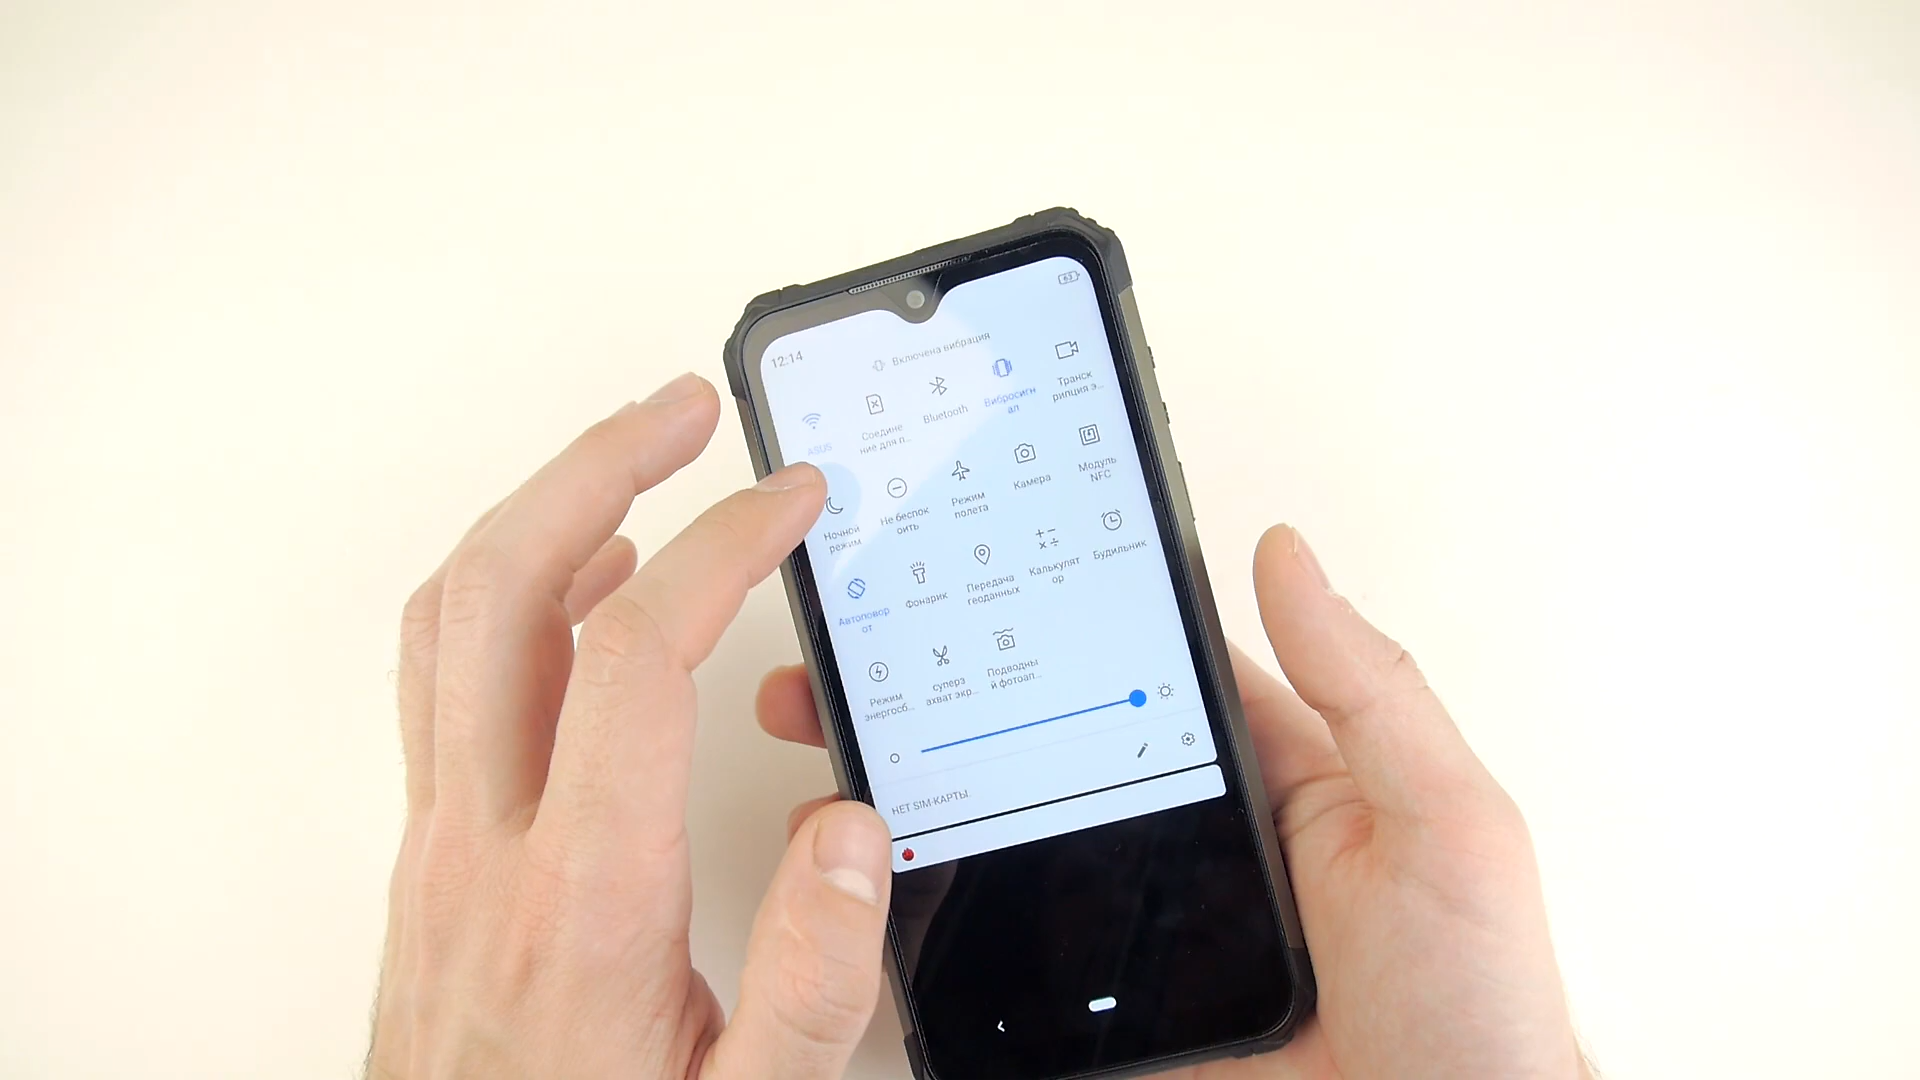 12:14
63
Включена вибрация
ASUS
Соедине
ние для п...
Bluetooth
Вибросигн
ал
Транск
рипция э...
Ночной
режим
Не беспок
оить
Режим
полета
Камера
Модуль
NFC
Автоповор
от
Фонарик
Передача
геоданных
Калькулят
ор
Будильник
Режим
энергосб...
суперз
ахват экр...
Подводны
й фотоап...
НЕТ SIM-КАРТЫ.